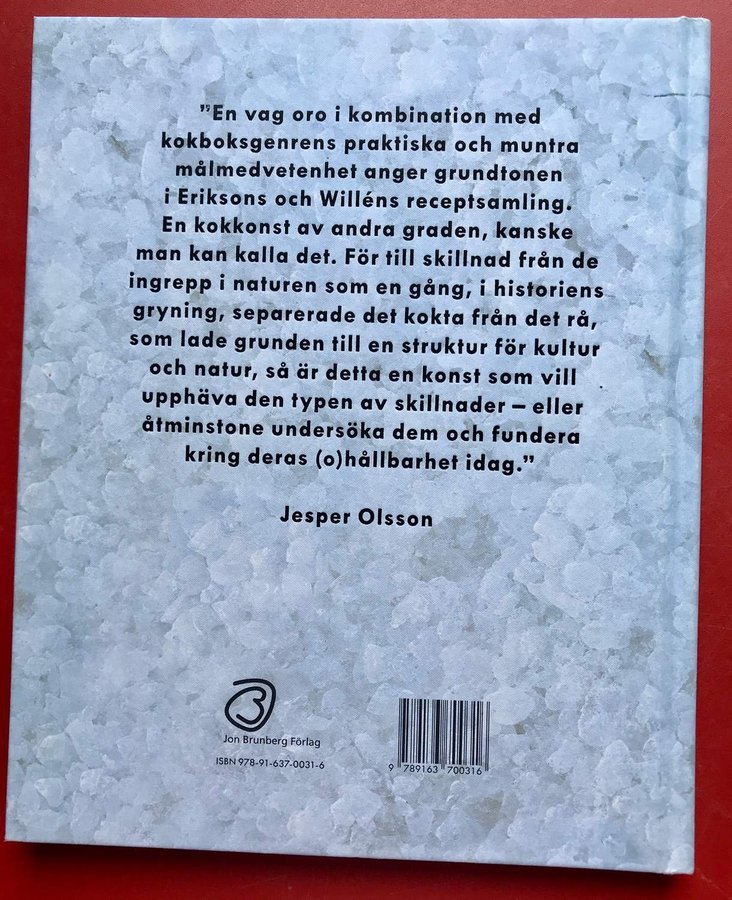 ”En vag oro i kombination med
kokboksgenrens praktiska och muntra
målmedvetenhet anger grundtonen
i Eriksons och Willéns receptsamling.
En kokkonst av andra graden, kanske
man kan kalla det. För till skillnad från de
ingrepp i naturen som en gång, i historiens
gryning, separerade det kokta från det rå,
som lade grunden till en struktur för kultur
och natur, så är detta en konst som vill
upphäva den typen av skillnader – eller
åtminstone undersöka dem och fundera
kring deras (o)hållbarhet idag.”
Jesper Olsson
Jon Brunberg Förlag
ISBN 978-91-637-0031-6
9 789163 700316